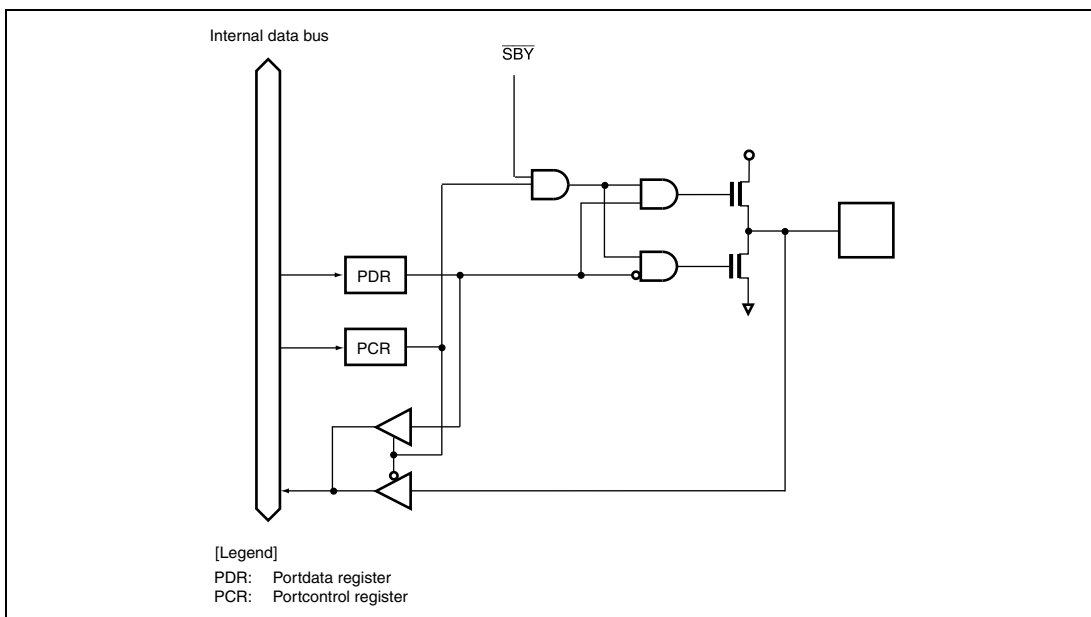 Internal data bus
SBY
PDR
PCR
[Legend]
PDR: Portdata register
PCR: Portcontrol register